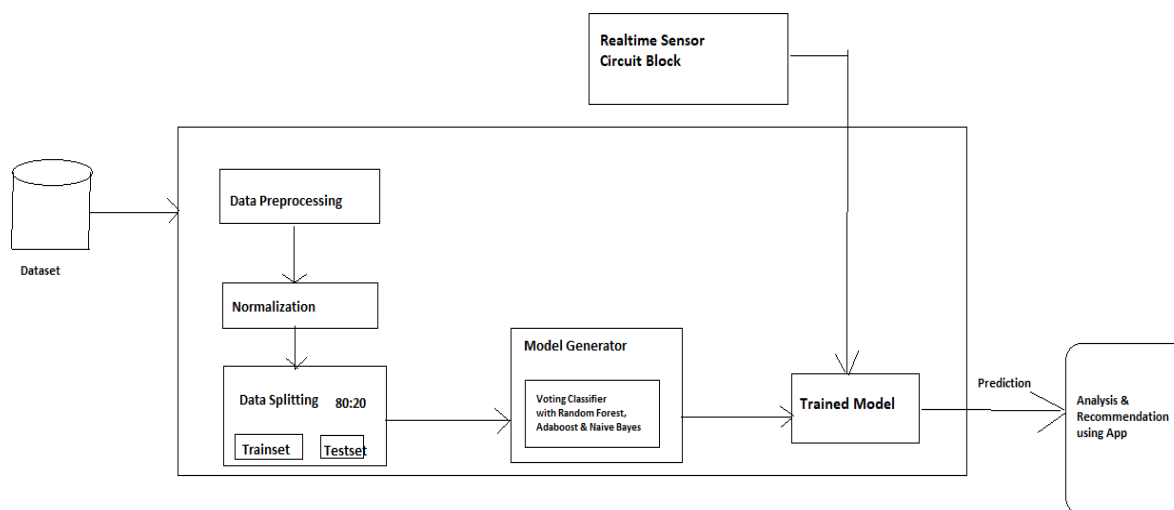 Realtime Sensor
Circuit Block
Dataset
Data Preprocessing
Normalization
Data Splitting 80:20
Trainset Testset
Model Generator
Voting Classifier
with Random Forest,
Adaboost & Naive Bayes
Trained Model
Prediction
Analysis &
Recommendation
using App